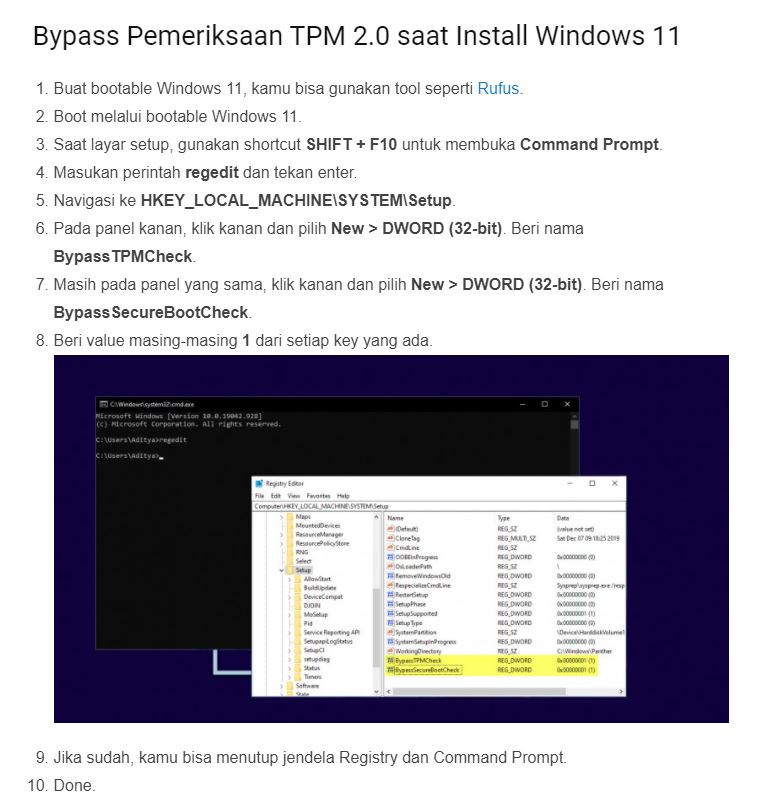 Bypass Pemeriksaan TPM 2.0 saat Install Windows 11
1. Buat bootable Windows 11, kamu bisa gunakan tool seperti Rufus.
2. Boot melalui bootable Windows 11.
3. Saat layar setup, gunakan shortcut SHIFT + F10 untuk membuka Command Prompt.
4. Masukan perintah regedit dan tekan enter.
5. Navigasi ke HKEY_LOCAL_MACHINE\SYSTEM\Setup.
6. Pada panel kanan, klik kanan dan pilih New > DWORD (32-bit). Beri nama
BypassTPMCheck.
7. Masih pada panel yang sama, klik kanan dan pilih New > DWORD (32-bit). Beri nama
BypassSecureBootCheck.
8. Beri value masing-masing 1 dari setiap key yang ada.
C:\Windows\system32\cmd.exe
Microsoft Windows [Version 10.0.19042.928]
(c) Microsoft Corporation. All rights reserved.
C:\Users\Aditya>regedit
C:\Users\Aditya>_
Registry Editor
File Edit View Favorites Help
Computer\HKEY_LOCAL_MACHINE\SYSTEM\Setup
Maps
MountedDevices
ResourceManager
ResourcePolicyStore
RNG
Select
Setup
AllowStart
BuildUpdate
DeviceCompat
DJOIN
MoSetup
Pid
Service Reporting API
SetupapiLogStatus
SetupCl
setupdiag
Status
Timers
Software
State
Name Type Data
(Default) REG_SZ (value not set)
CloneTag REG_MULTI_SZ Sat Dec 07 09:18:25 2019
CmdLine REG_SZ
OOBEInProgress REG_DWORD 0x00000000 (0)
OsLoaderPath REG_SZ \
RemoveWindowsOld REG_DWORD 0x00000000 (0)
RespecializeCmdLine REG_SZ Sysprep\sysprep.exe /resp
RestartSetup REG_DWORD 0x00000000 (0)
SetupPhase REG_DWORD 0x00000000 (0)
SetupSupported REG_DWORD 0x00000001 (1)
SetupType REG_DWORD 0x00000000 (0)
SystemPartition REG_SZ \Device\HarddiskVolume1
SystemSetupInProgress REG_DWORD 0x00000000 (0)
WorkingDirectory REG_SZ C:\Windows\Panther
BypassTPMCheck REG_DWORD 0x00000001 (1)
BypassSecureBootCheck REG_DWORD 0x00000001 (1)
9. Jika sudah, kamu bisa menutup jendela Registry dan Command Prompt.
10. Done.